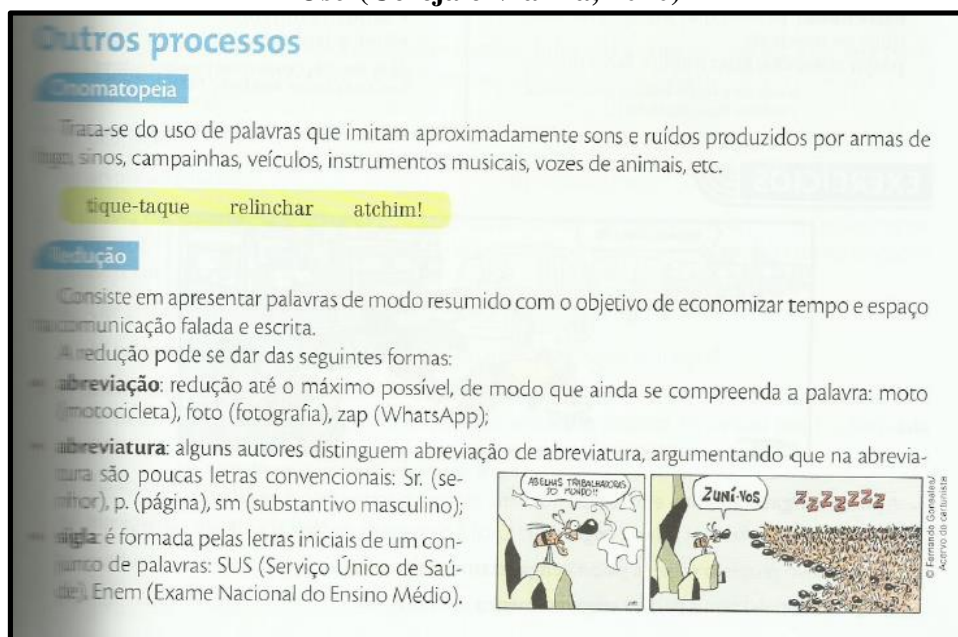 Outros processos
Onomatopeia
Trata-se do uso de palavras que imitam aproximadamente sons e ruídos produzidos por armas de
sinos, campainhas, veículos, instrumentos musicais, vozes de animais, etc.
tique-taque relinchar atchim!
Redução
Consiste em apresentar palavras de modo resumido com o objetivo de economizar tempo e espaço
na comunicação falada e escrita.
A redução pode se dar das seguintes formas:
abreviação: redução até o máximo possível, de modo que ainda se compreenda a palavra: moto
(motocicleta), foto (fotografia), zap (WhatsApp);
abreviatura: alguns autores distinguem abreviação de abreviatura, argumentando que na abrevia-
tura são poucas letras convencionais: Sr. (se-
nhor), p. (página), sm (substantivo masculino);
sigla: é formada pelas letras iniciais de um con-
junto de palavras: SUS (Serviço Único de Saú-
de), Enem (Exame Nacional do Ensino Médio).
ABELHAS TRABALHADORAS
DO MUNDO!!
ZUNÍ-VOS
ZZZZZZZ
© Fernando Gonsales/
Acervo do cartunista